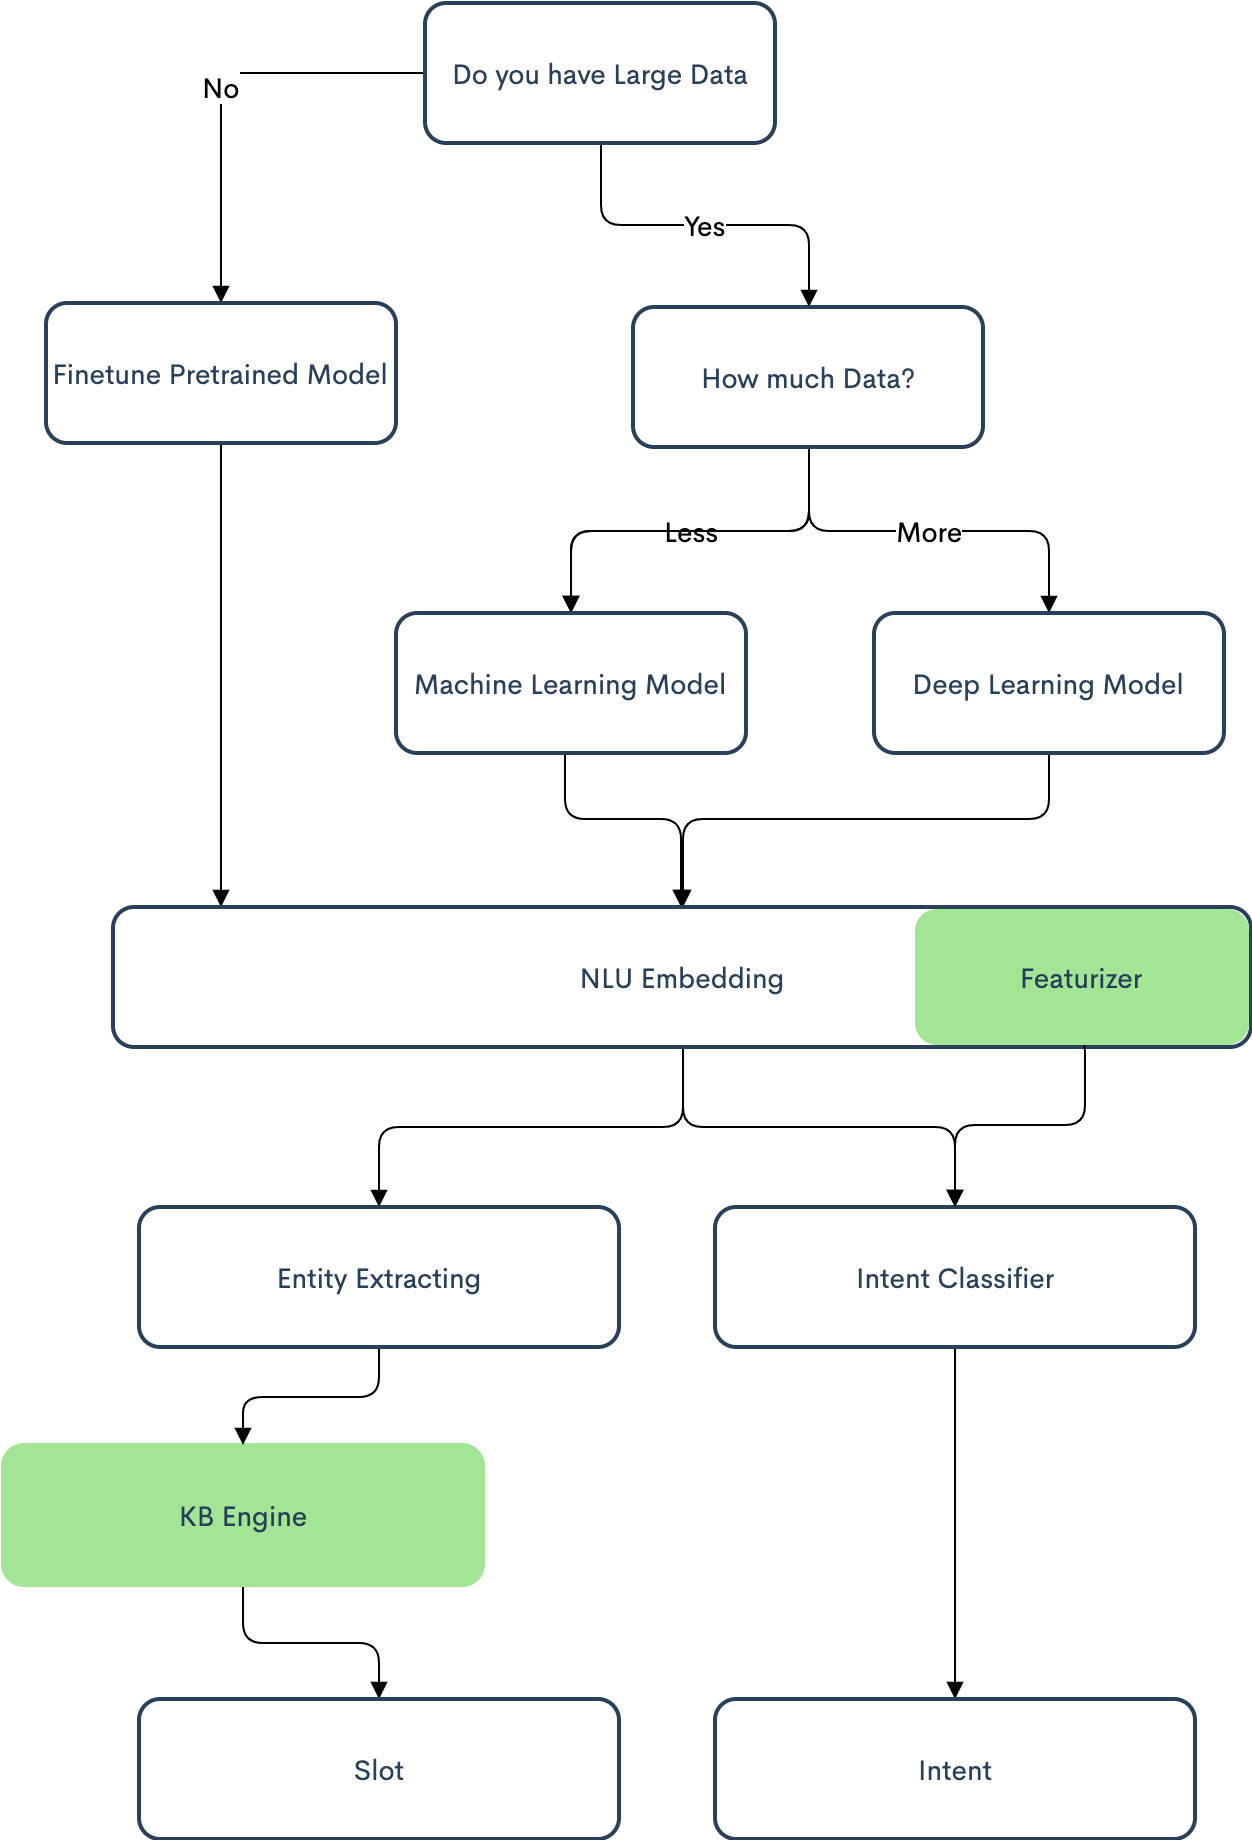 Do you have Large Data
No
Yes
Finetune Pretrained Model
How much Data?
Less
More
Machine Learning Model
Deep Learning Model
NLU Embedding
Featurizer
Entity Extracting
Intent Classifier
KB Engine
Slot
Intent